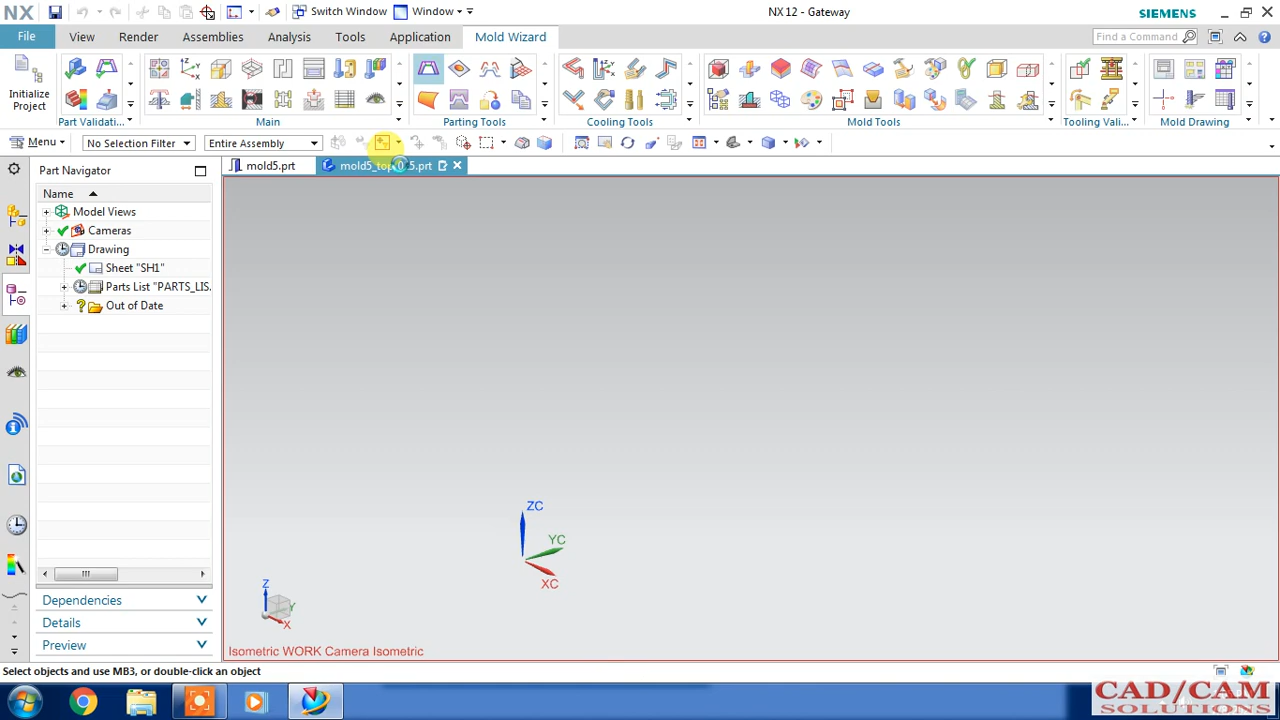 NX
Switch Window
Window
NX 12 - Gateway
SIEMENS
File
View
Render
Assemblies
Analysis
Tools
Application
Mold Wizard
Find a Command
Initialize
Project
Part Validati...
Main
Parting Tools
Cooling Tools
Mold Tools
Tooling Vali...
Mold Drawing
Menu
No Selection Filter
Entire Assembly
Part Navigator
mold5.prt
Name
Model Views
Cameras
Drawing
Sheet "SH1"
Parts List "PARTS_LIS.
Out of Date
ZC
YC
XC
Z
Y
X
Dependencies
Details
Preview
Isometric WORK Camera Isometric
Select objects and use MB3, or double-click an object
CAD/CAM
SOLUTIONS